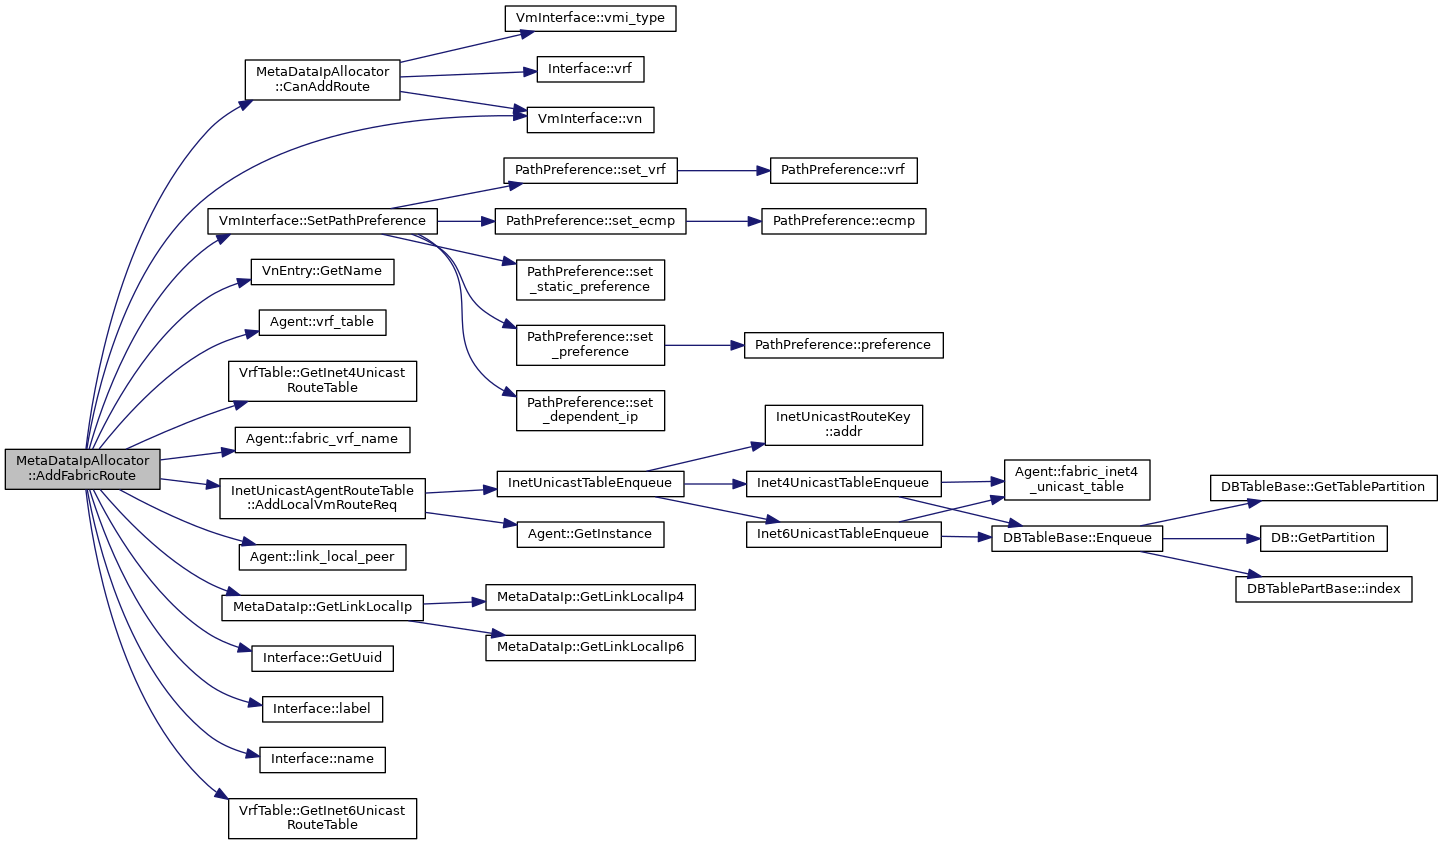 VmInterface::vmi_type
MetaDataIpAllocator
::CanAddRoute
Interface::vrf
VmInterface::vn
PathPreference::set_vrf
PathPreference::vrf
VmInterface::SetPathPreference
PathPreference::set_ecmp
PathPreference::ecmp
VnEntry::GetName
PathPreference::set
_static_preference
Agent::vrf_table
PathPreference::set
_preference
PathPreference::preference
VrfTable::GetInet4Unicast
RouteTable
PathPreference::set
_dependent_ip
InetUnicastRouteKey
::addr
Agent::fabric_vrf_name
MetaDataIpAllocator
::AddFabricRoute
InetUnicastAgentRouteTable
::AddLocalVmRouteReq
InetUnicastTableEnqueue
Inet4UnicastTableEnqueue
Agent::fabric_inet4
_unicast_table
DBTableBase::GetTablePartition
Agent::GetInstance
Inet6UnicastTableEnqueue
DBTableBase::Enqueue
DB::GetPartition
Agent::link_local_peer
DBTablePartBase::index
MetaDataIp::GetLinkLocalIp
MetaDataIp::GetLinkLocalIp4
MetaDataIp::GetLinkLocalIp6
Interface::GetUuid
Interface::label
Interface::name
VrfTable::GetInet6Unicast
RouteTable